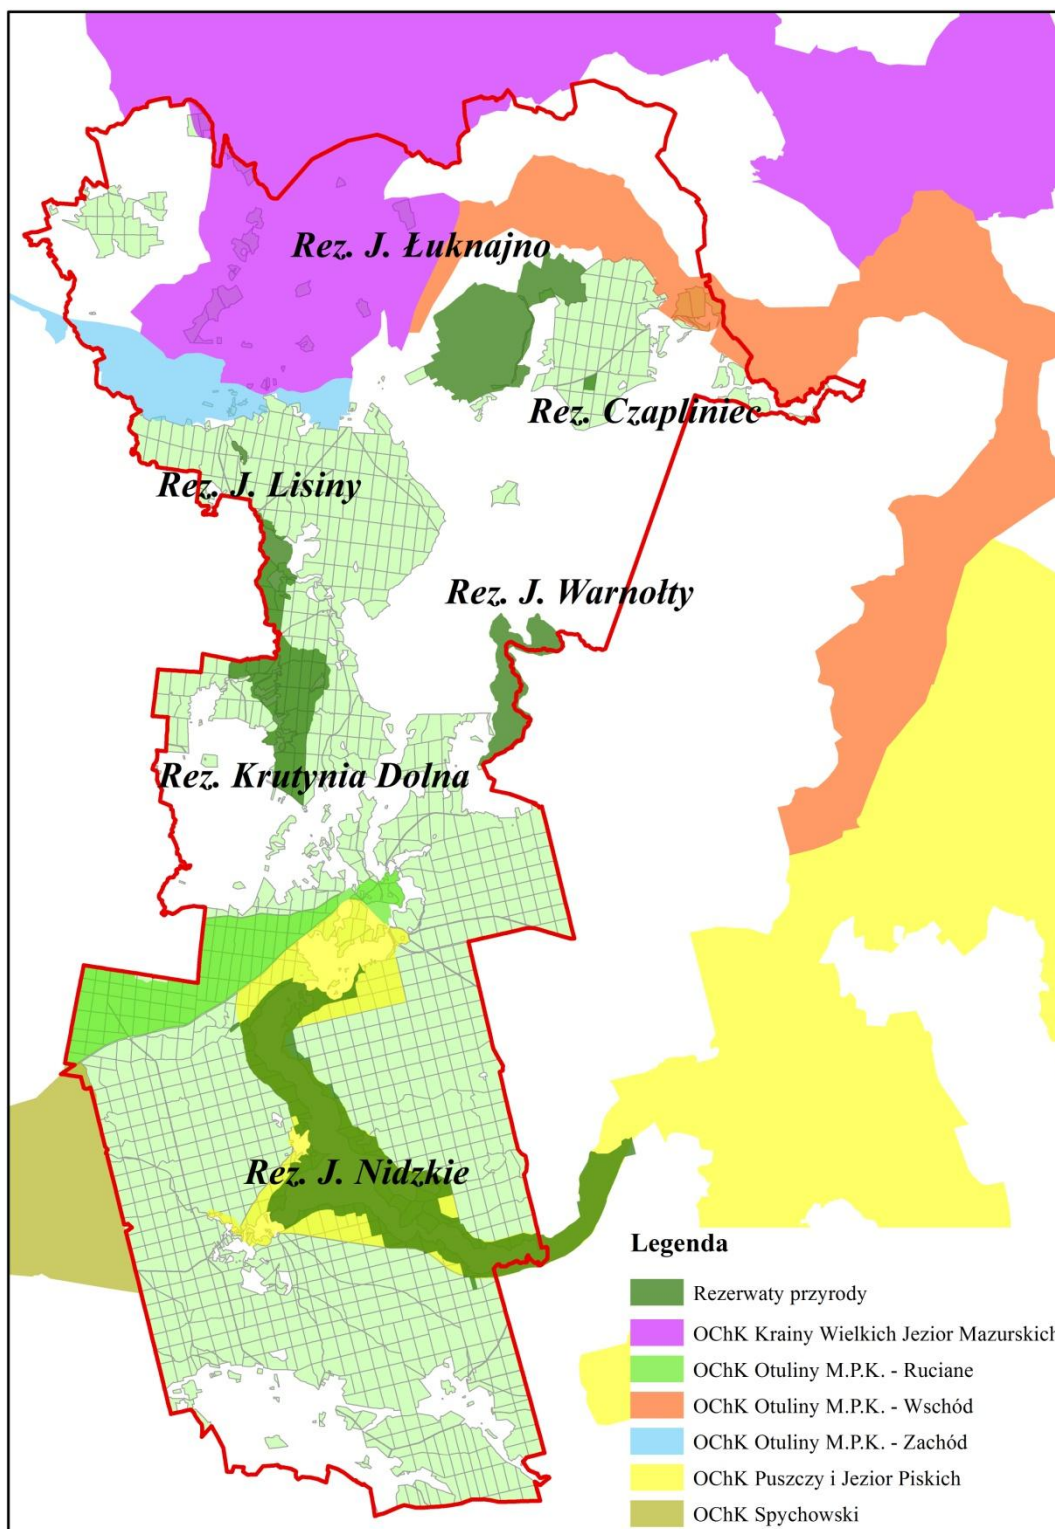 Rez. J. Łuknajno
Rez. Czapliniec
Rez. J. Lisiny
Rez. J. Warnołty
Rez. Krutynia Dolna
Rez. J. Nidzkie
Legenda
Rezerwaty przyrody
OChK Krainy Wielkich Jezior Mazurskich
OChK Otuliny M.P.K. - Ruciane
OChK Otuliny M.P.K. - Wschód
OChK Otuliny M.P.K. - Zachód
OChK Puszczy i Jezior Piskich
OChK Spychowski